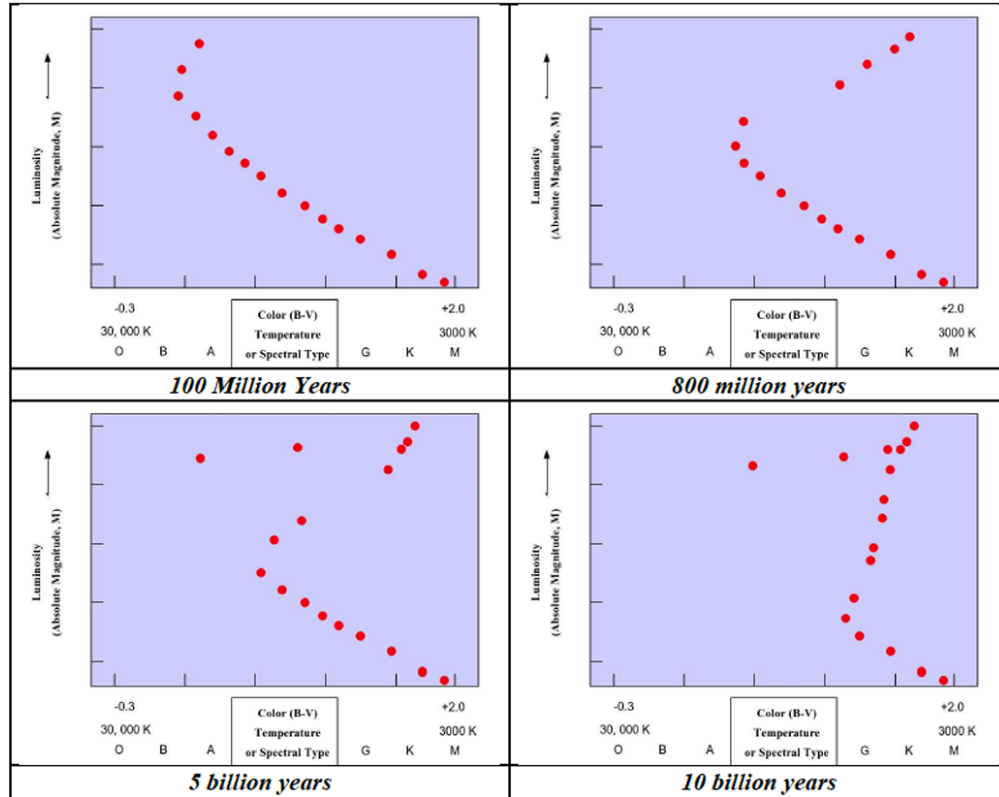 Luminosity
(Absolute Magnitude, M)
-0.3
+2.0
30, 000 K
3000 K
O B A G K M
Color (B-V)
Temperature
or Spectral Type
100 Million Years
Luminosity
(Absolute Magnitude, M)
-0.3
+2.0
30, 000 K
3000 K
O B A G K M
Color (B-V)
Temperature
or Spectral Type
800 million years
Luminosity
(Absolute Magnitude, M)
-0.3
+2.0
30, 000 K
3000 K
O B A G K M
Color (B-V)
Temperature
or Spectral Type
5 billion years
Luminosity
(Absolute Magnitude, M)
-0.3
+2.0
30, 000 K
3000 K
O B A G K M
Color (B-V)
Temperature
or Spectral Type
10 billion years